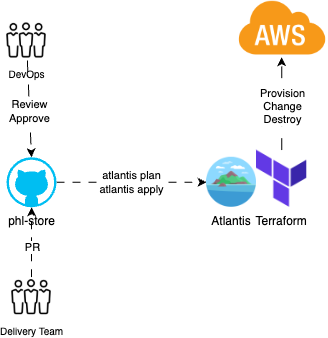 AWS
DevOps
Review
Approve
Provision
Change
Destroy
atlantis plan
atlantis apply
phl-store
Atlantis Terraform
PR
Delivery Team